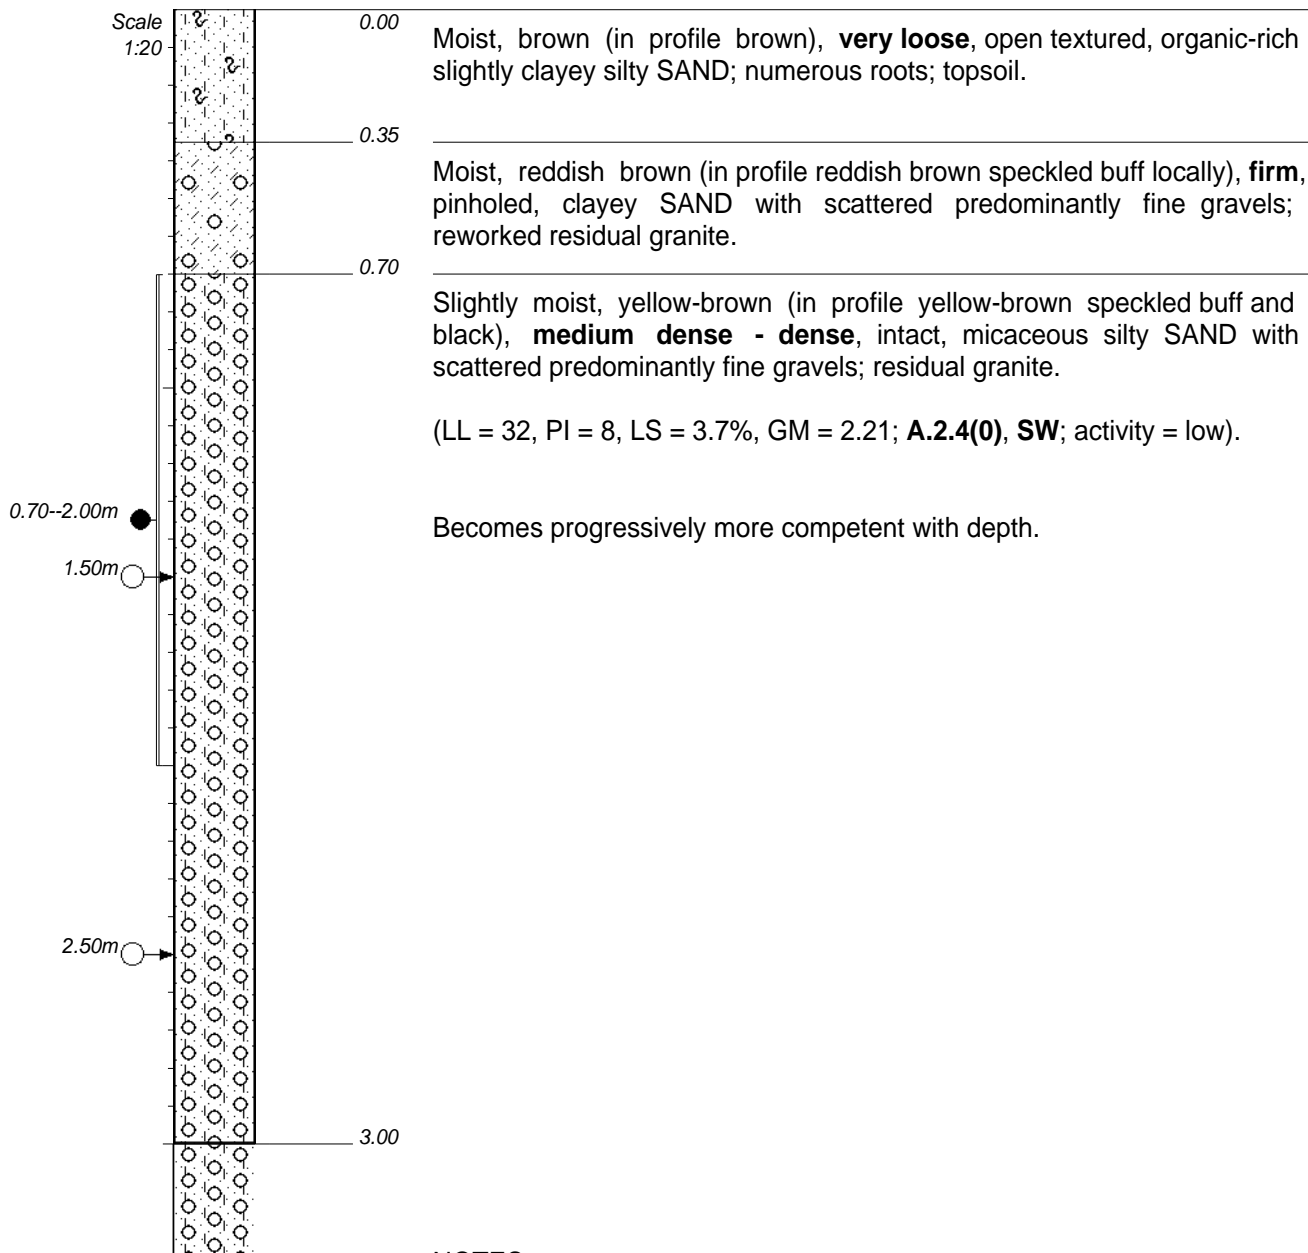 Scale
1:20
0.00
Moist, brown (in profile brown), very loose, open textured, organic-rich
slightly clayey silty SAND; numerous roots; topsoil.
0.35
Moist, reddish brown (in profile reddish brown speckled buff locally), firm,
pinholed, clayey SAND with scattered predominantly fine gravels;
reworked residual granite.
0.70
Slightly moist, yellow-brown (in profile yellow-brown speckled buff and
black), medium dense - dense, intact, micaceous silty SAND with
scattered predominantly fine gravels; residual granite.
(LL = 32, PI = 8, LS = 3.7%, GM = 2.21; A.2.4(0), SW; activity = low).
0.70--2.00m
Becomes progressively more competent with depth.
1.50m
2.50m
3.00